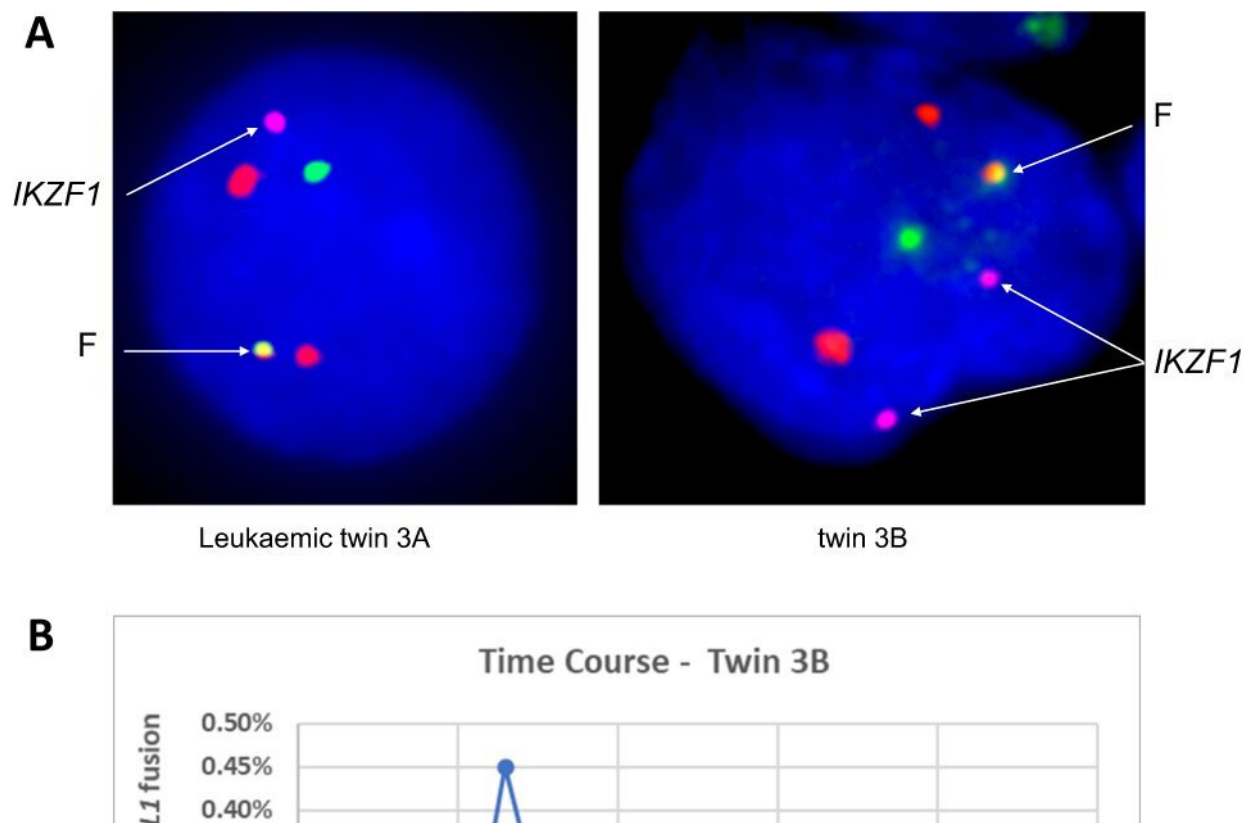 A
IKZF1
F
F
IKZF1
Leukaemic twin 3A
twin 3B
B
Time Course - Twin 3B
L1 fusion
0.50%
0.45%
0.40%